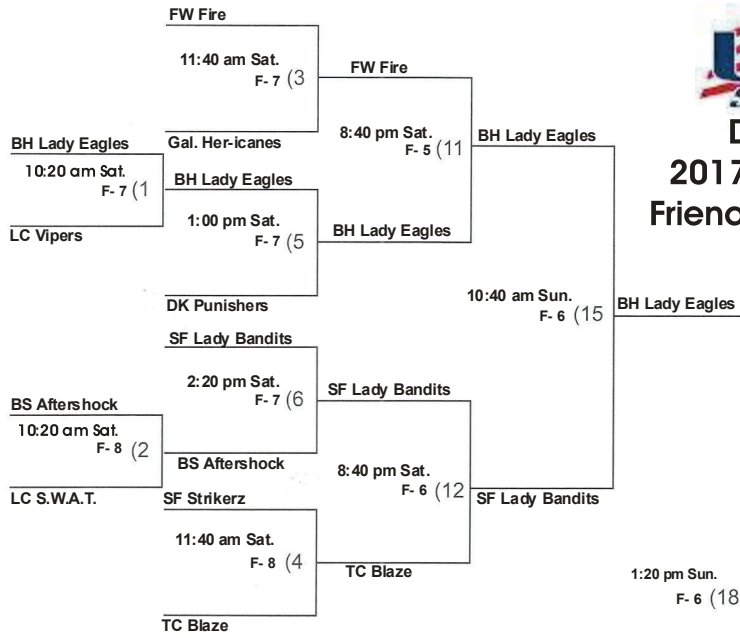 FW Fire
11:40 am Sat.
F- 7 (3
FW Fire
Gal. Her-icanes
8:40 pm Sat.
F- 5 (11
BH Lady Eagles
BH Lady Eagles
10:20 am Sat.
F- 7 (1
LC Vipers
BH Lady Eagles
1:00 pm Sat.
F- 7 (5
BH Lady Eagles
DK Punishers
2017
10:40 am Sun.
F- 6 (15
BH Lady Eagles
SF Lady Bandits
2:20 pm Sat.
F- 7 (6
SF Lady Bandits
BS Aftershock
10:20 am Sat.
F- 8 (2
LC S.W.A.T.
BS Aftershock
8:40 pm Sat.
F- 6 (12
SF Lady Bandits
SF Strikerz
11:40 am Sat.
F- 8 (4
TC Blaze
TC Blaze
1:20 pm Sun.
F- 6 (18